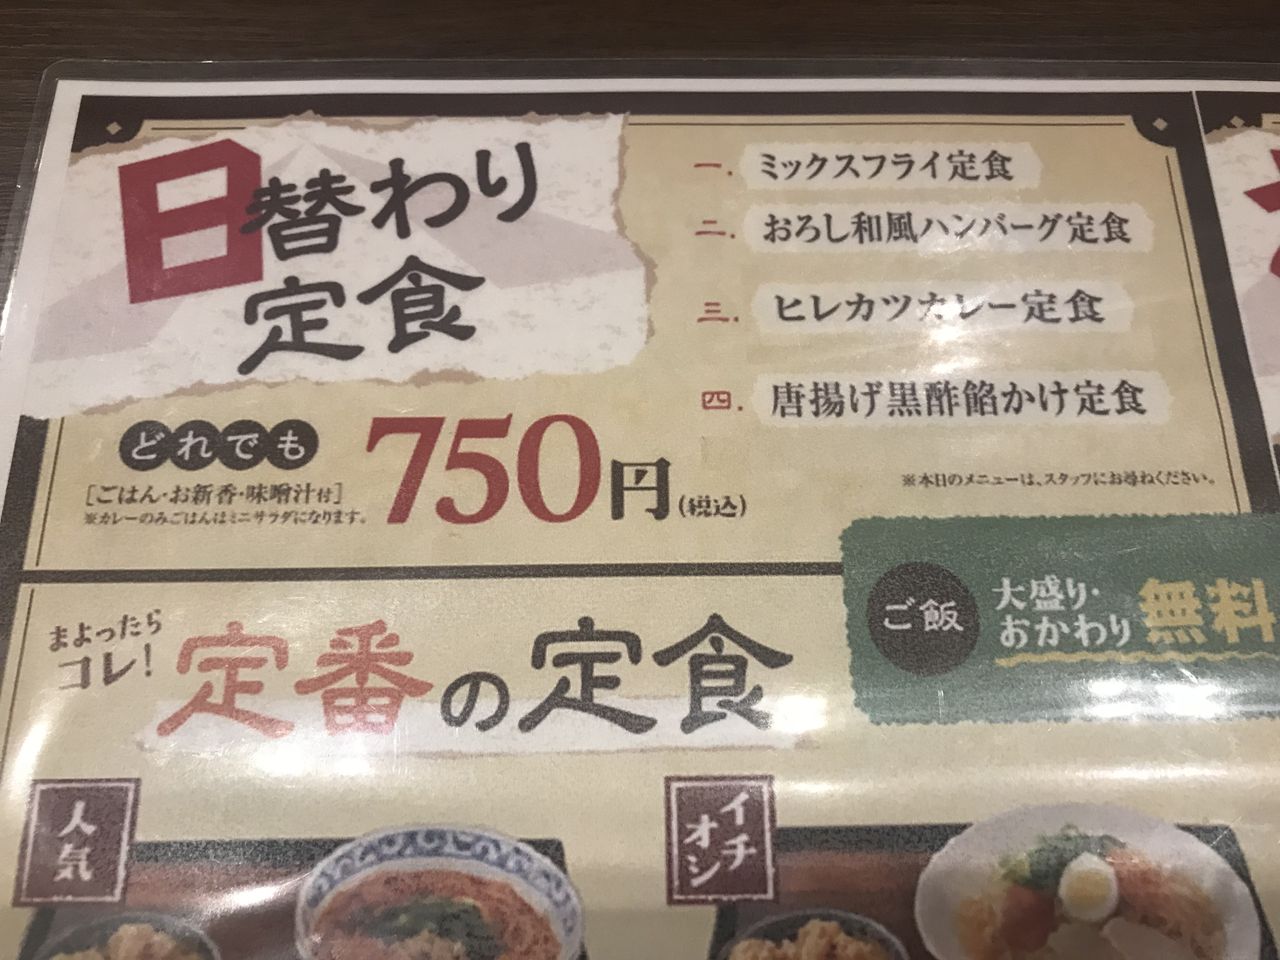 日替わり
定食
どれでも
[ごはん・お新香・味噌汁付]
※カレーのみごはんはミニサラダになります。
750円(税込)
一. ミックスフライ定食
二. おろし和風ハンバーグ定食
三. ヒレカツカレー定食
四. 唐揚げ黒酢餡かけ定食
※本日のメニューは、スタッフにお尋ねください。
まよったら
コレ!
定番の定食
ご飯
大盛り・
おかわり
無料
人気
イチオシ